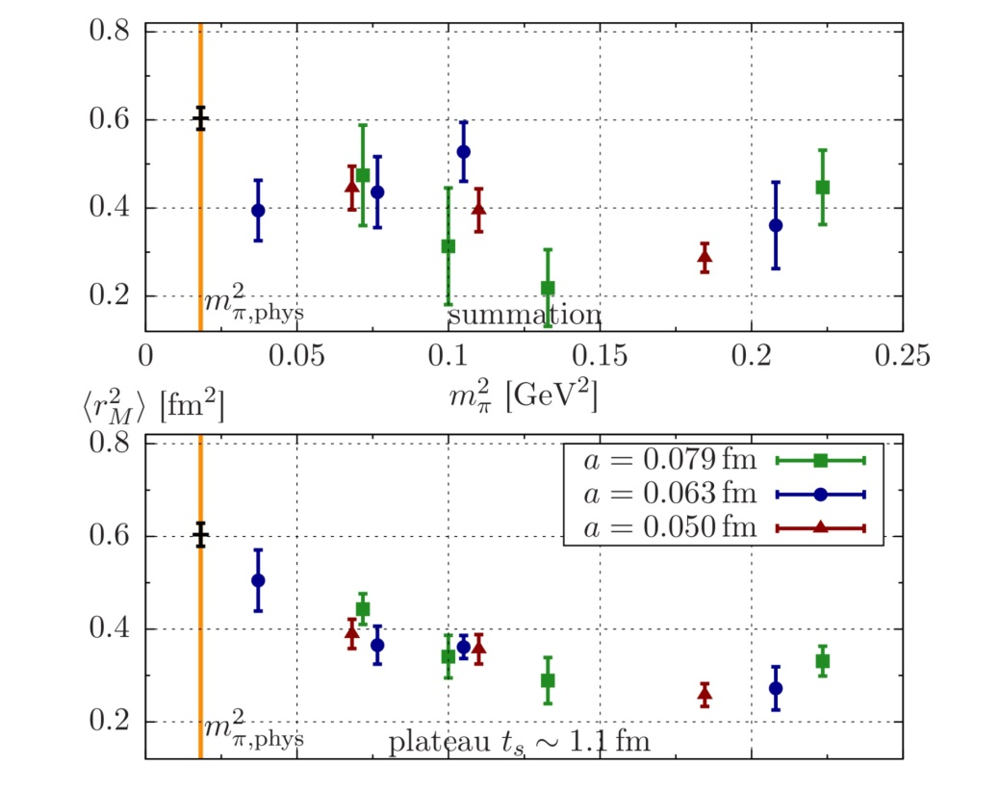 0.8
0.6
0.4
0.2
m²π,phys
summation
0 0.05 0.1 0.15 0.2 0.25
⟨r²M⟩ [fm²]
m²π [GeV²]
0.8
0.6
0.4
0.2
a = 0.079 fm
a = 0.063 fm
a = 0.050 fm
m²π,phys
plateau ts ∼ 1.1 fm